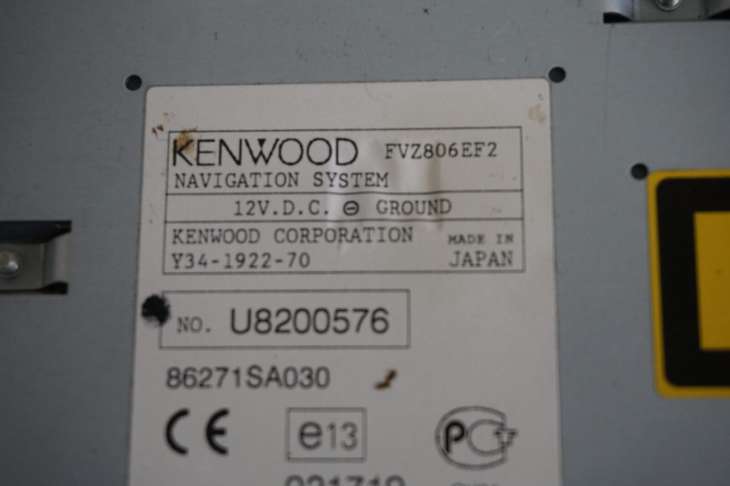 KENWOOD FVZ806EF2
NAVIGATION SYSTEM
12V.D.C. ⊖ GROUND
KENWOOD CORPORATION MADE IN
Y34-1922-70 JAPAN
NO. U8200576
86271SA030
CE e13 PCT